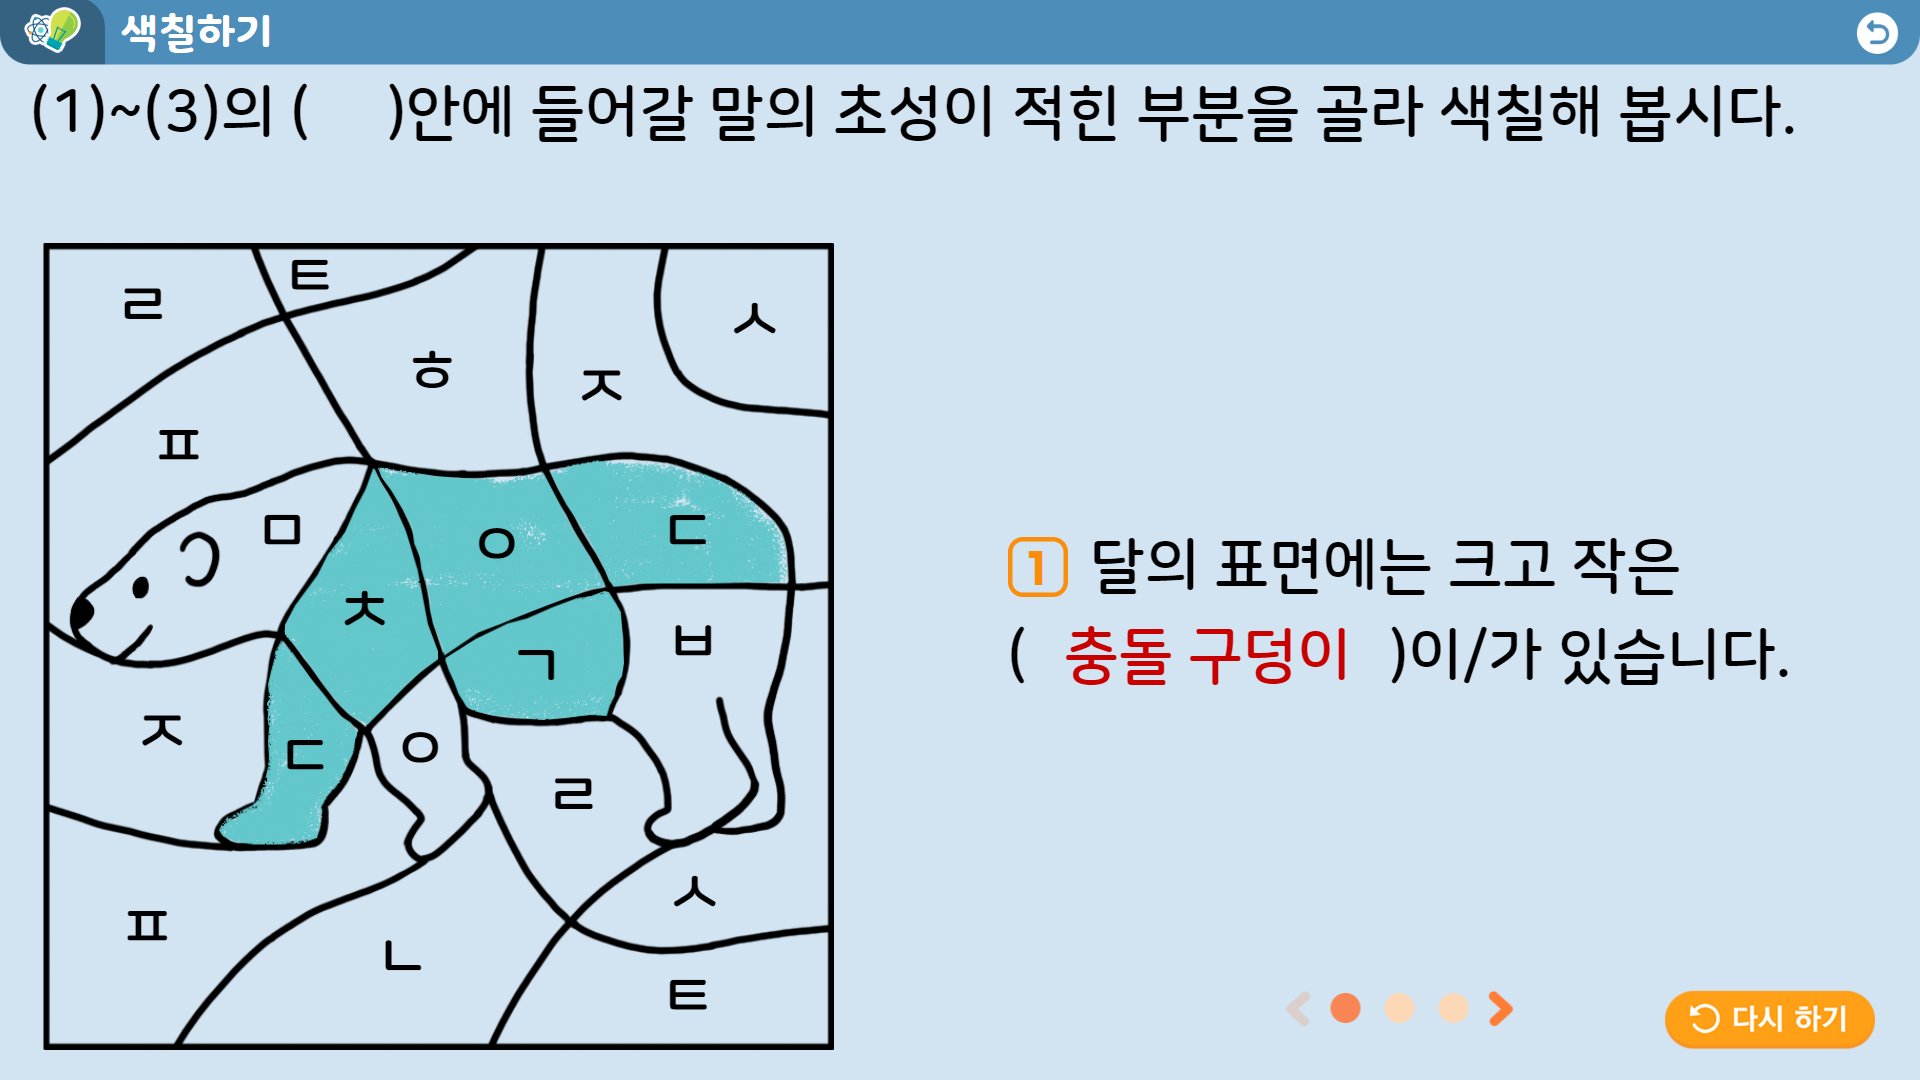 색칠하기
(1)~(3)의 (    )안에 들어갈 말의 초성이 적힌 부분을 골라 색칠해 봅시다.
ㄹ
ㅌ
ㅎ
ㅈ
ㅅ
ㅍ
ㅁ
ㅊ
ㅇ
ㄷ
ㄱ
ㅂ
ㅈ
ㄷ
ㅇ
ㄹ
ㅍ
ㄴ
ㅅ
ㅌ
1 달의 표면에는 크고 작은
( 충돌 구덩이 )이/가 있습니다.
다시 하기